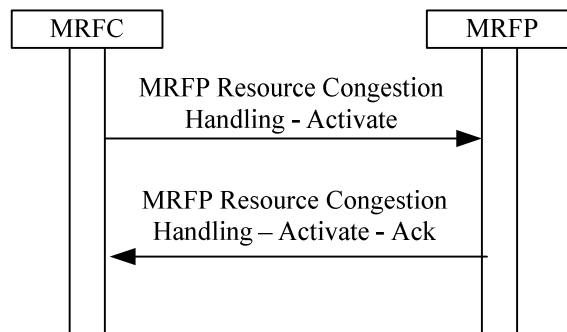 MRFC
MRFP
MRFP Resource Congestion
Handling - Activate
MRFP Resource Congestion
Handling – Activate - Ack